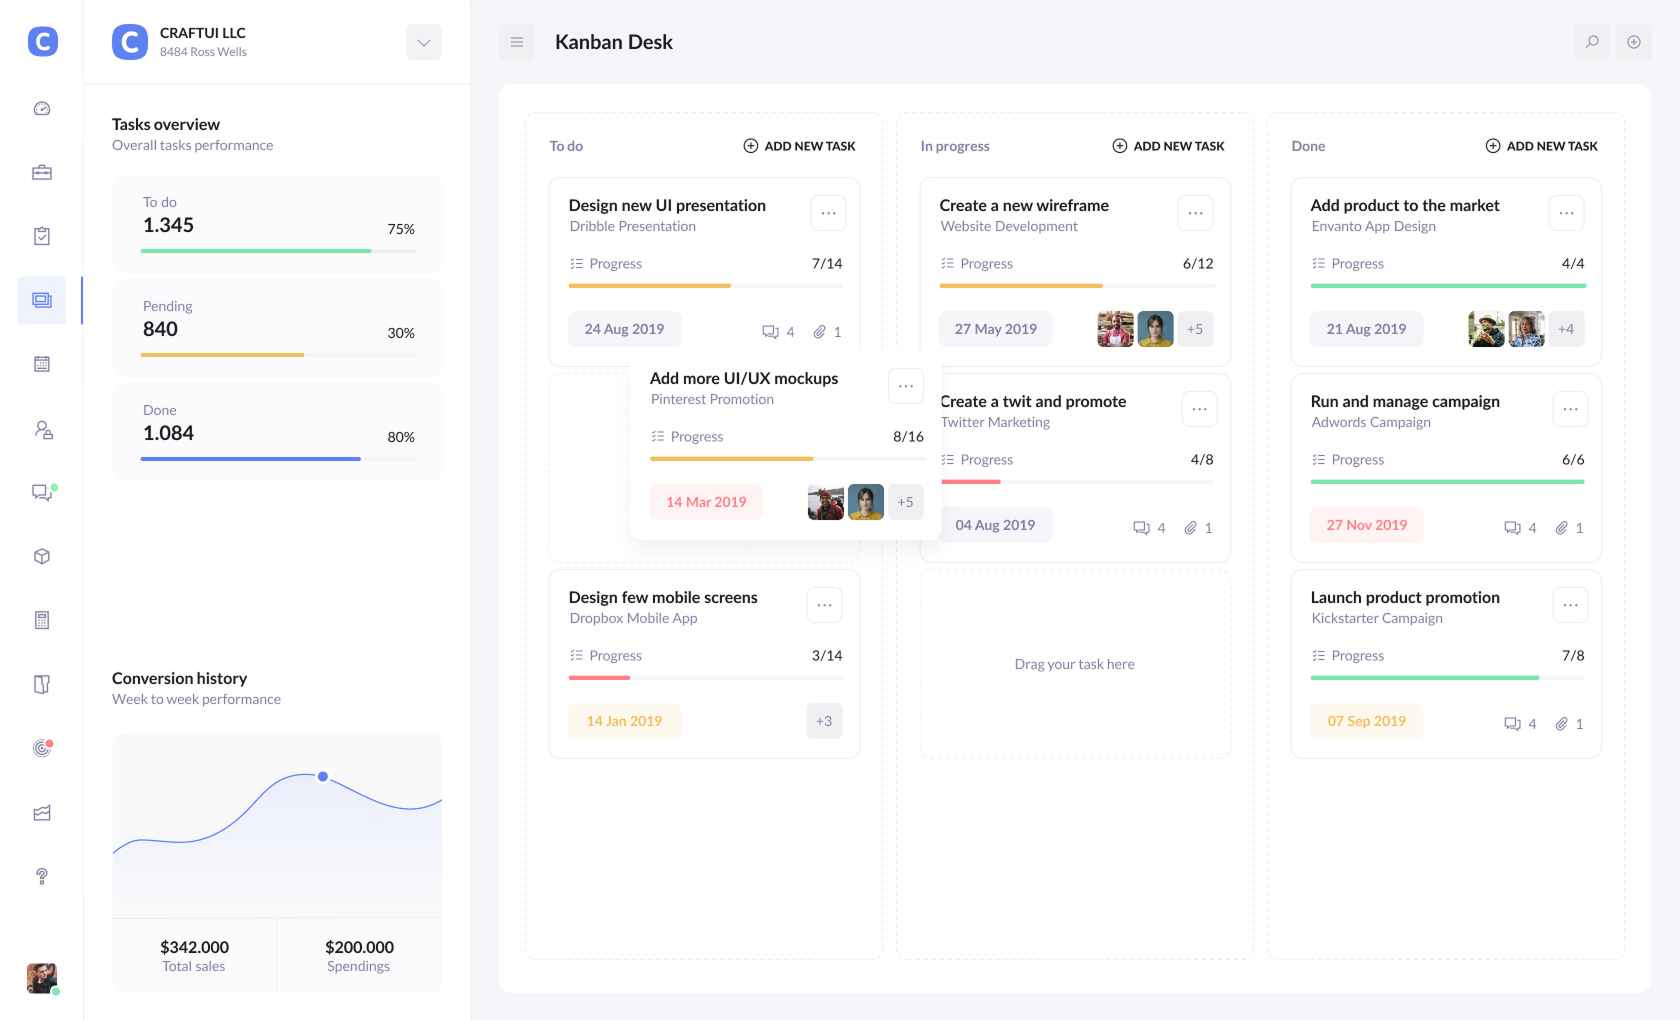 C
C
CRAFTUI LLC
8484 Ross Wells
Tasks overview
Overall tasks performance
To do
1.345
75%
Pending
840
30%
Done
1.084
80%
Conversion history
Week to week performance
$342.000
Total sales
$200.000
Spendings
Kanban Desk
To do
ADD NEW TASK
Design new UI presentation
Dribble Presentation
Progress
7/14
24 Aug 2019
4
1
Add more UI/UX mockups
Pinterest Promotion
Progress
8/16
14 Mar 2019
+5
Design few mobile screens
Dropbox Mobile App
Progress
3/14
14 Jan 2019
+3
In progress
ADD NEW TASK
Create a new wireframe
Website Development
Progress
6/12
27 May 2019
+5
Create a twit and promote
Twitter Marketing
Progress
4/8
04 Aug 2019
4
1
Drag your task here
Done
ADD NEW TASK
Add product to the market
Envanto App Design
Progress
4/4
21 Aug 2019
+4
Run and manage campaign
Adwords Campaign
Progress
6/6
27 Nov 2019
4
1
Launch product promotion
Kickstarter Campaign
Progress
7/8
07 Sep 2019
4
1